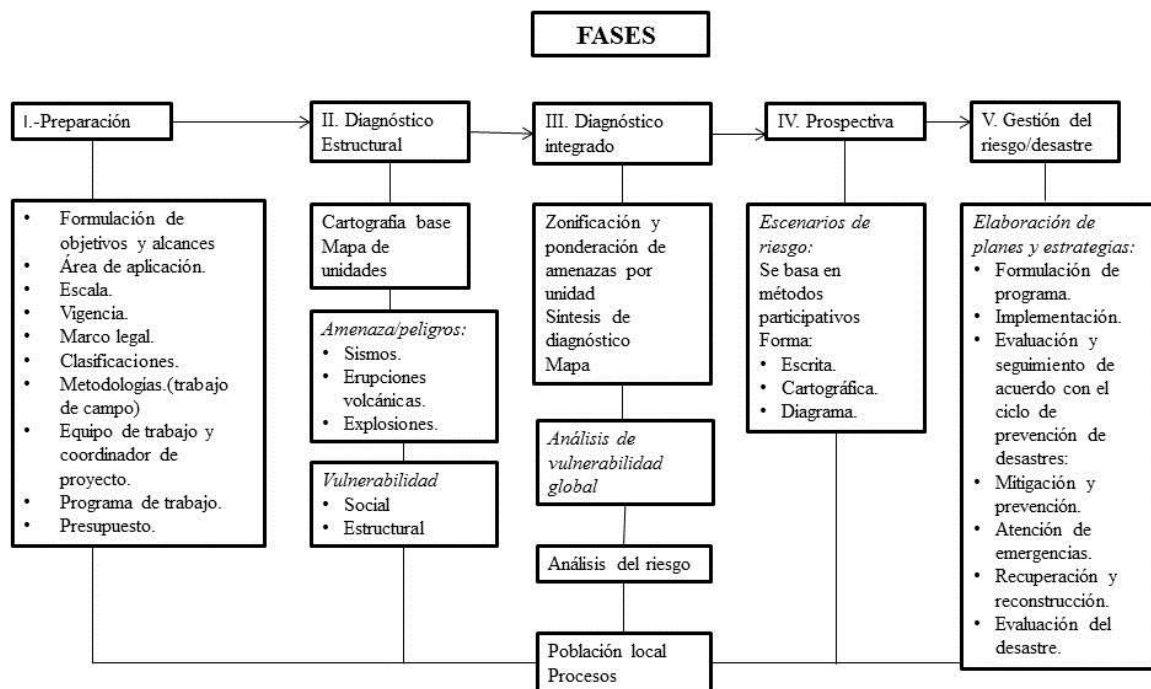 FASES
I.-Preparación
II. Diagnóstico
Estructural
III. Diagnóstico
integrado
IV. Prospectiva
V. Gestión del
riesgo/desastre
• Formulación de
objetivos y alcances
• Área de aplicación.
• Escala.
• Vigencia.
• Marco legal.
• Clasificaciones.
• Metodologías.(trabajo
de campo)
• Equipo de trabajo y
coordinador de
proyecto.
• Programa de trabajo.
• Presupuesto.
Cartografía base
Mapa de
unidades
Amenaza/peligros:
• Sismos.
• Erupciones
volcánicas.
• Explosiones.
Vulnerabilidad
• Social
• Estructural
Zonificación y
ponderación de
amenazas por
unidad
Síntesis de
diagnóstico
Mapa
Análisis de
vulnerabilidad
global
Análisis del riesgo
Población local
Procesos
Escenarios de
riesgo:
Se basa en
métodos
participativos
Forma:
• Escrita.
• Cartográfica.
• Diagrama.
Elaboración de
planes y estrategias:
• Formulación de
programa.
• Implementación.
• Evaluación y
seguimiento de
acuerdo con el
ciclo de
prevención de
desastres:
• Mitigación y
prevención.
• Atención de
emergencias.
• Recuperación y
reconstrucción.
• Evaluación del
desastre.